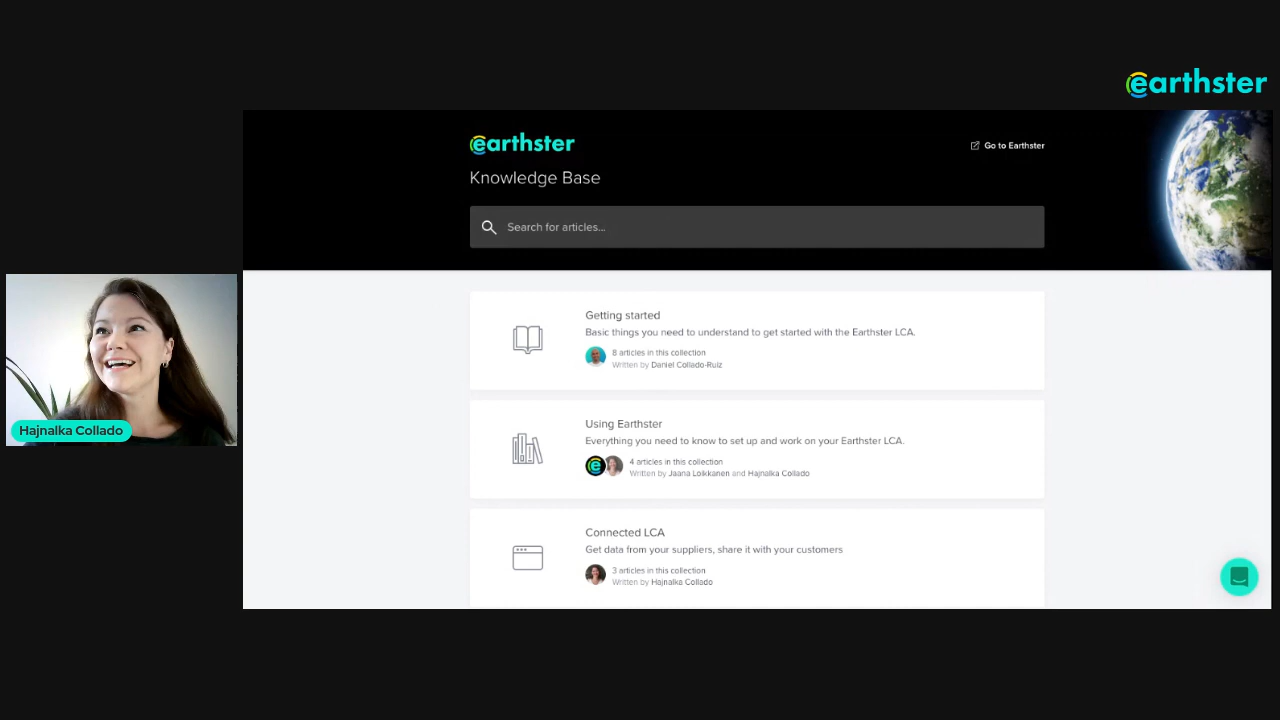 earthster
earthster
Go to Earthster
Knowledge Base
Search for articles...
Getting started
Basic things you need to understand to get started with the Earthster LCA.
8 articles in this collection
Written by Daniel Collado-Ruiz
Using Earthster
Everything you need to know to set up and work on your Earthster LCA.
4 articles in this collection
Written by Jaana Loikkanen and Hajnalka Collado
Hajnalka Collado
Connected LCA
Get data from your suppliers, share it with your customers
3 articles in this collection
Written by Hajnalka Collado